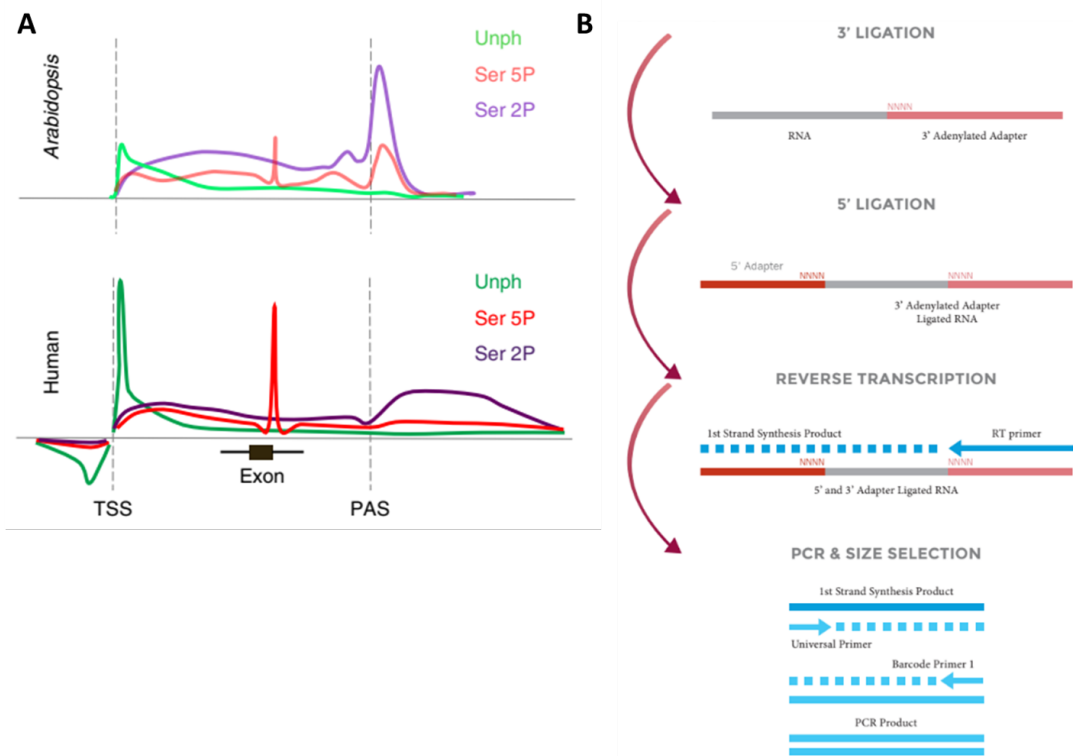 A
Arabidopsis
Unph
Ser 5P
Ser 2P
Human
Unph
Ser 5P
Ser 2P
Exon
TSS
PAS
B
3' LIGATION
NNNN
RNA
3' Adenylated Adapter
5' LIGATION
5' Adapter
NNNN
NNNN
3' Adenylated Adapter
Ligated RNA
REVERSE TRANSCRIPTION
1st Strand Synthesis Product
RT primer
NNNN
NNNN
5' and 3' Adapter Ligated RNA
PCR & SIZE SELECTION
1st Strand Synthesis Product
Universal Primer
Barcode Primer 1
PCR Product